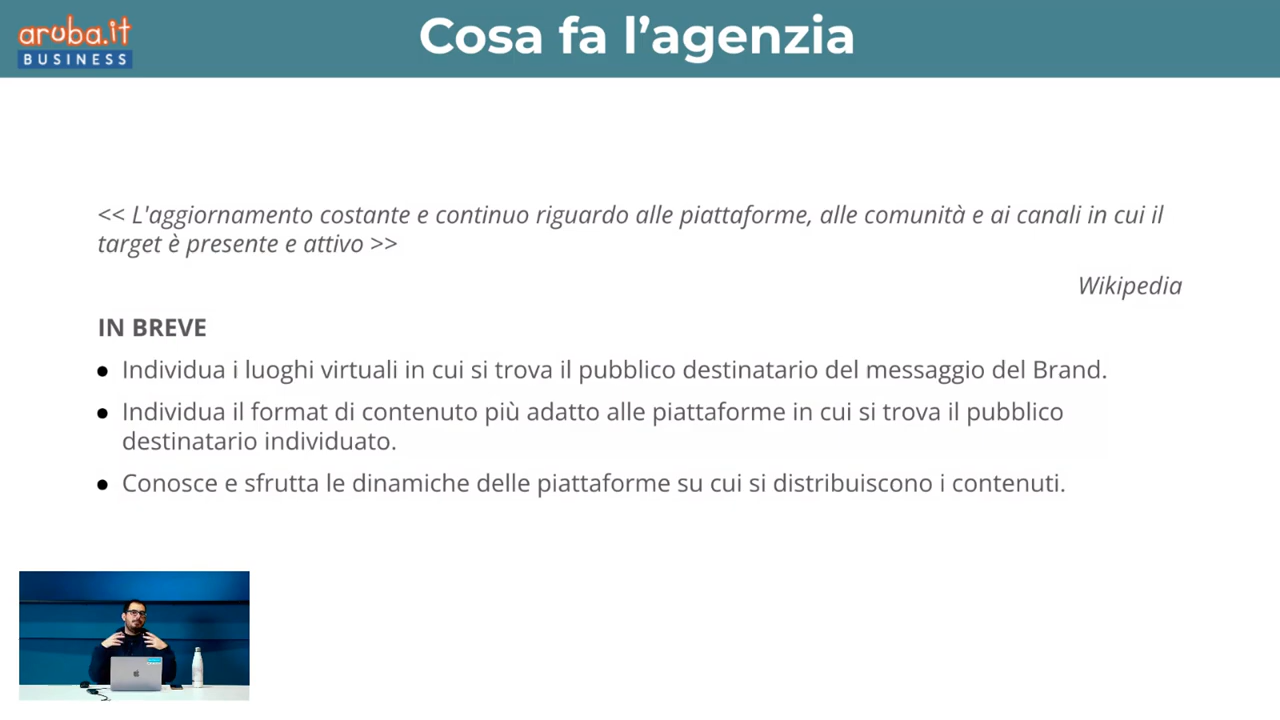 aruba.it
BUSINESS
Cosa fa l’agenzia
<< L'aggiornamento costante e continuo riguardo alle piattaforme, alle comunità e ai canali in cui il
target è presente e attivo >>
Wikipedia
IN BREVE
● Individua i luoghi virtuali in cui si trova il pubblico destinatario del messaggio del Brand.
● Individua il format di contenuto più adatto alle piattaforme in cui si trova il pubblico
destinatario individuato.
● Conosce e sfrutta le dinamiche delle piattaforme su cui si distribuiscono i contenuti.